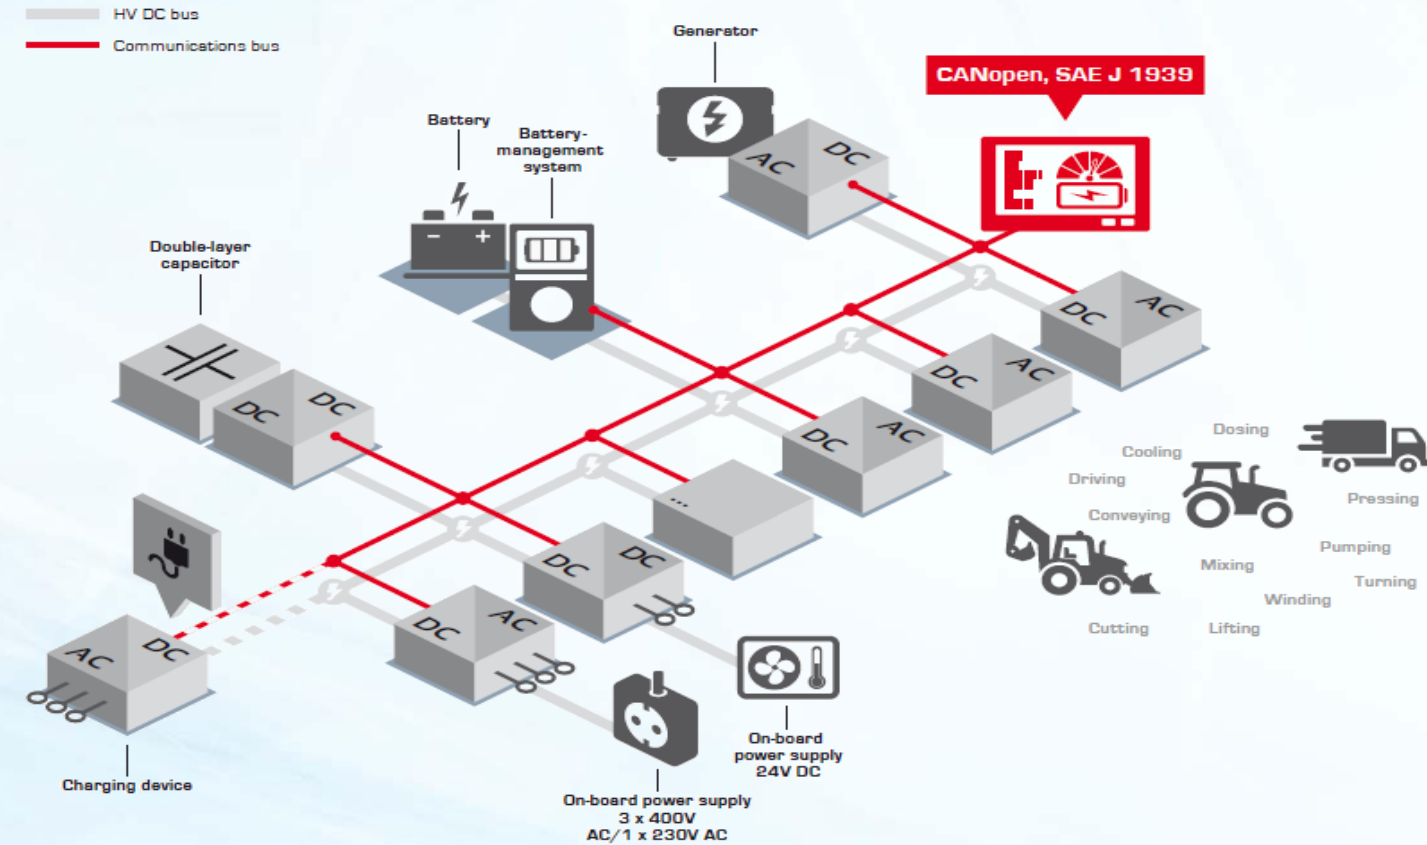 HV DC bus
Communications bus
Generator
CANopen, SAE J 1939
Battery
Battery-
management
system
AC
DC
Double-layer
capacitor
DC
AC
DC
AC
DC
DC
DC
AC
Dosing
Cooling
Driving
Pressing
Conveying
...
Pumping
DC
DC
Mixing
Turning
Winding
DC
AC
Cutting
Lifting
AC
DC
On-board
power supply
24V DC
Charging device
On-board power supply
3 x 400V
AC/1 x 230V AC